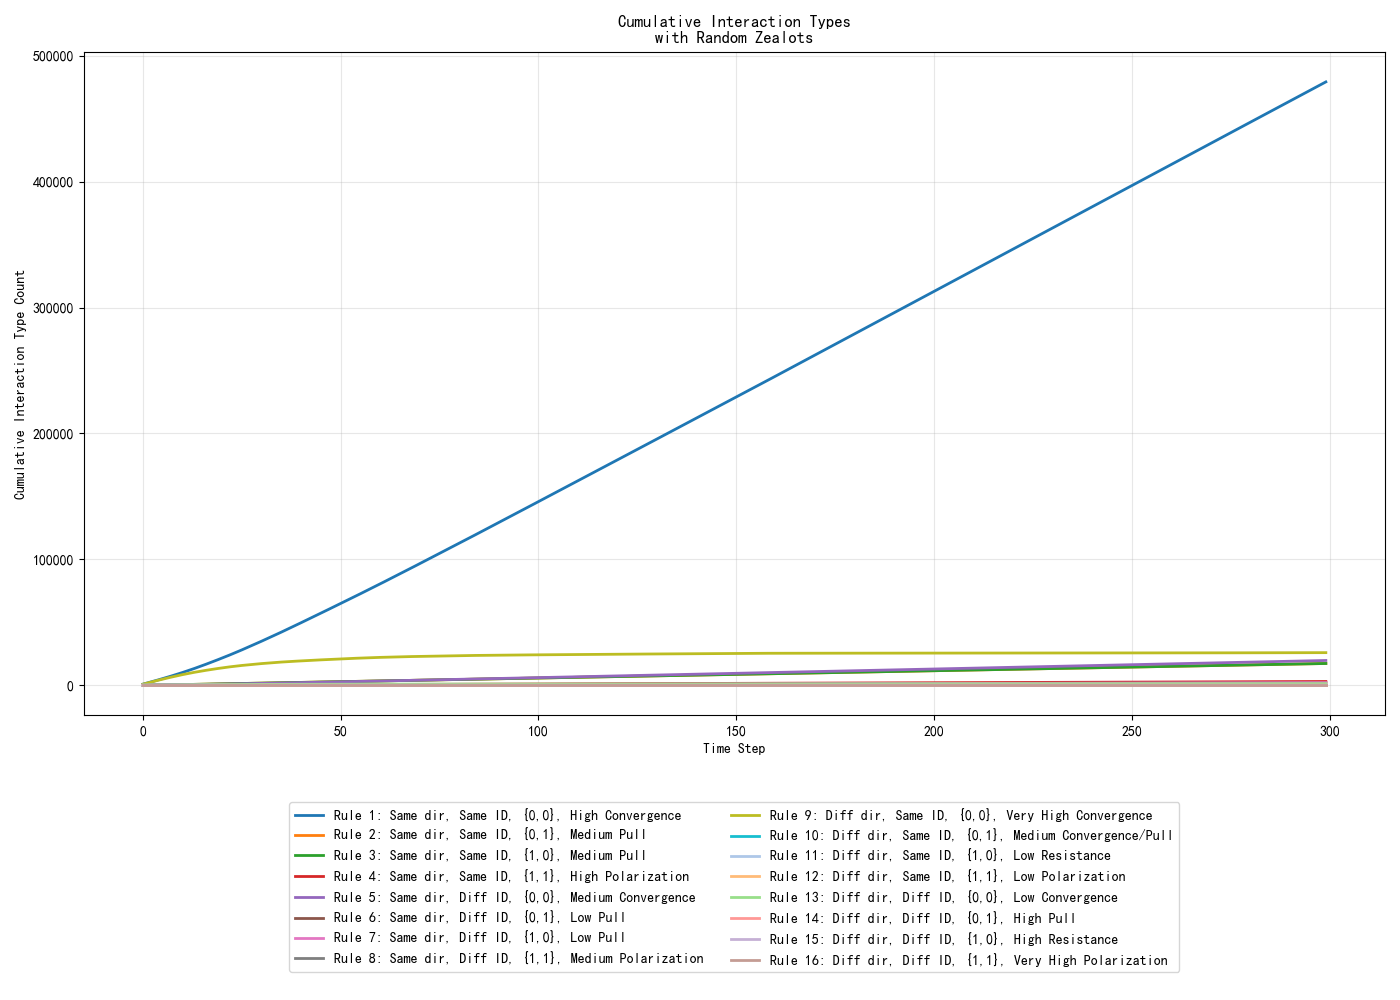 Cumulative Interaction Types
with Random Zealots
Cumulative Interaction Type Count
500000
400000
300000
200000
100000
0
0
50
100
150
200
250
300
Time Step
Rule 1: Same dir, Same ID, {0,0}, High Convergence
Rule 2: Same dir, Same ID, {0,1}, Medium Pull
Rule 3: Same dir, Same ID, {1,0}, Medium Pull
Rule 4: Same dir, Same ID, {1,1}, High Polarization
Rule 5: Same dir, Diff ID, {0,0}, Medium Convergence
Rule 6: Same dir, Diff ID, {0,1}, Low Pull
Rule 7: Same dir, Diff ID, {1,0}, Low Pull
Rule 8: Same dir, Diff ID, {1,1}, Medium Polarization
Rule 9: Diff dir, Same ID, {0,0}, Very High Convergence
Rule 10: Diff dir, Same ID, {0,1}, Medium Convergence/Pull
Rule 11: Diff dir, Same ID, {1,0}, Low Resistance
Rule 12: Diff dir, Same ID, {1,1}, Low Polarization
Rule 13: Diff dir, Diff ID, {0,0}, Low Convergence
Rule 14: Diff dir, Diff ID, {0,1}, High Pull
Rule 15: Diff dir, Diff ID, {1,0}, High Resistance
Rule 16: Diff dir, Diff ID, {1,1}, Very High Polarization